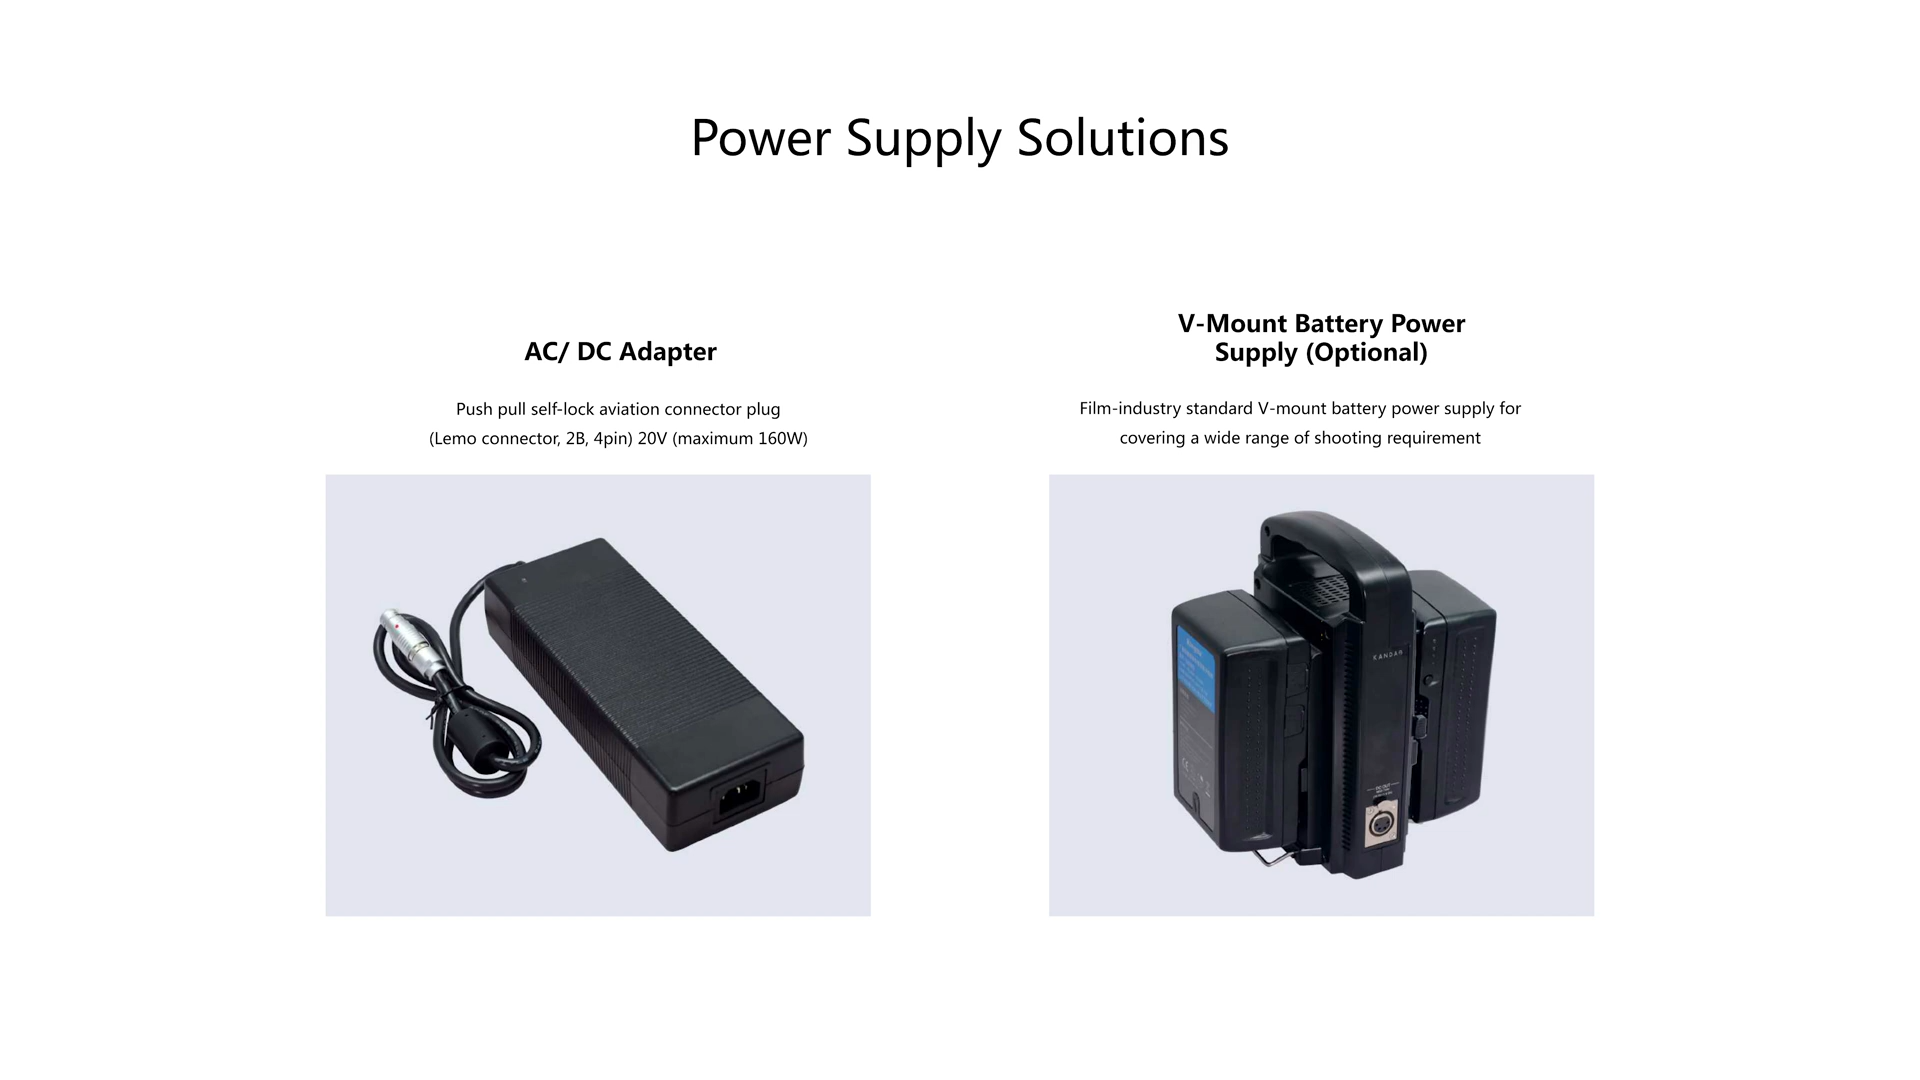 Power Supply Solutions
AC/ DC Adapter
Push pull self-lock aviation connector plug
(Lemo connector, 2B, 4pin) 20V (maximum 160W)
V-Mount Battery Power
Supply (Optional)
Film-industry standard V-mount battery power supply for
covering a wide range of shooting requirement
KANDAO
DC OUT